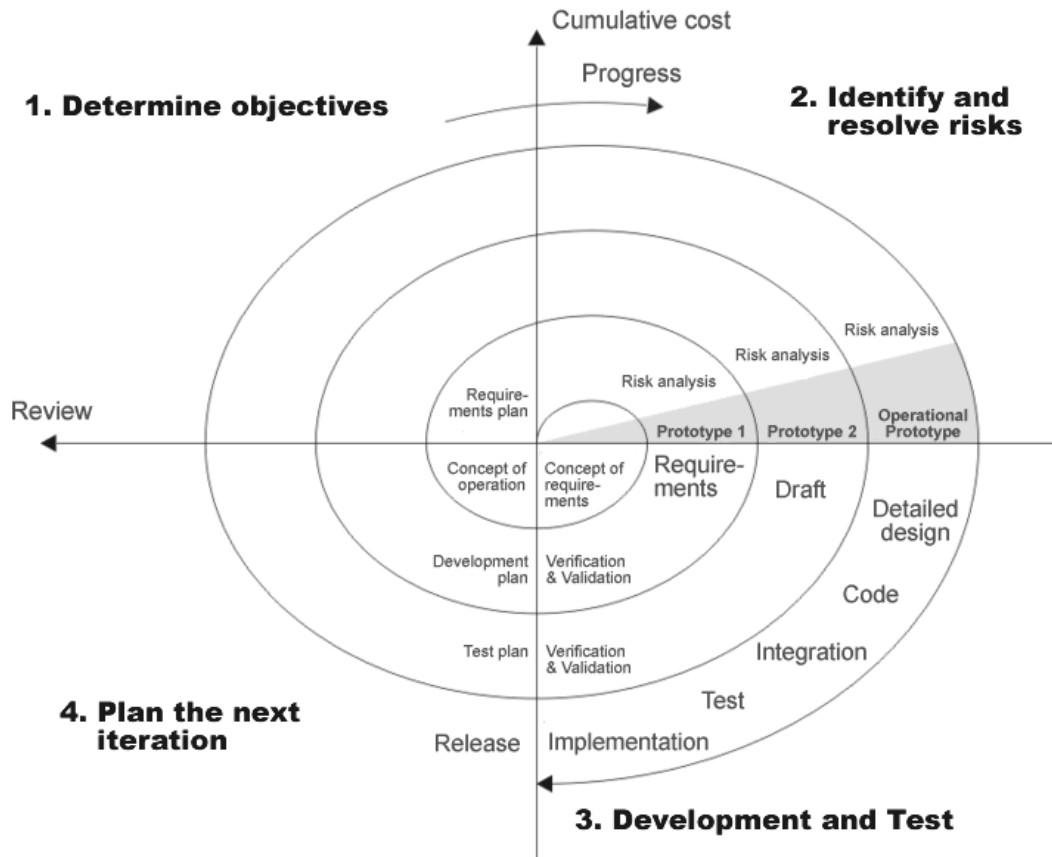 Cumulative cost
Progress
1. Determine objectives
2. Identify and
resolve risks
Risk analysis
Risk analysis
Risk analysis
Require-
ments plan
Review
Prototype 1
Prototype 2
Operational
Prototype
Concept of
operation
Concept of
require-
ments
Require-
ments
Draft
Detailed
design
Development
plan
Verification
& Validation
Code
Test plan
Verification
& Validation
Integration
Test
4. Plan the next
iteration
Release
Implementation
3. Development and Test